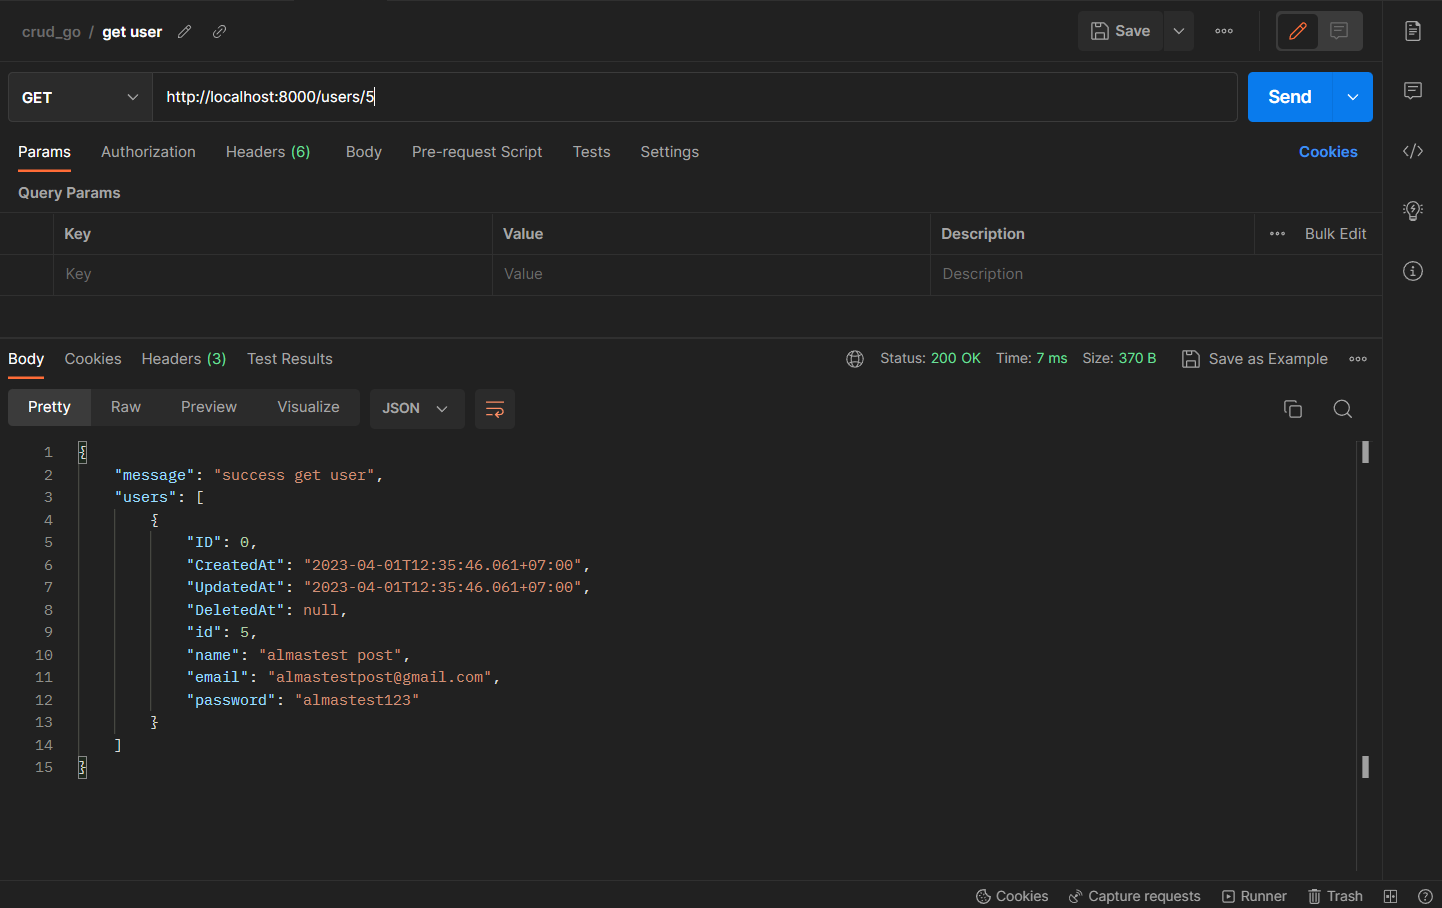 crud_go / get user
Save
GET
http://localhost:8000/users/5
Send
Params Authorization Headers (6) Body Pre-request Script Tests Settings Cookies
Query Params
Key Value Description Bulk Edit
Key Value Description
Body Cookies Headers (3) Test Results Status: 200 OK Time: 7 ms Size: 370 B Save as Example
Pretty Raw Preview Visualize JSON
1 {
2 "message": "success get user",
3 "users": [
4 {
5 "ID": 0,
6 "CreatedAt": "2023-04-01T12:35:46.061+07:00",
7 "UpdatedAt": "2023-04-01T12:35:46.061+07:00",
8 "DeletedAt": null,
9 "id": 5,
10 "name": "almastest post",
11 "email": "almastestpost@gmail.com",
12 "password": "almastest123"
13 }
14 ]
15 }
Cookies Capture requests Runner Trash